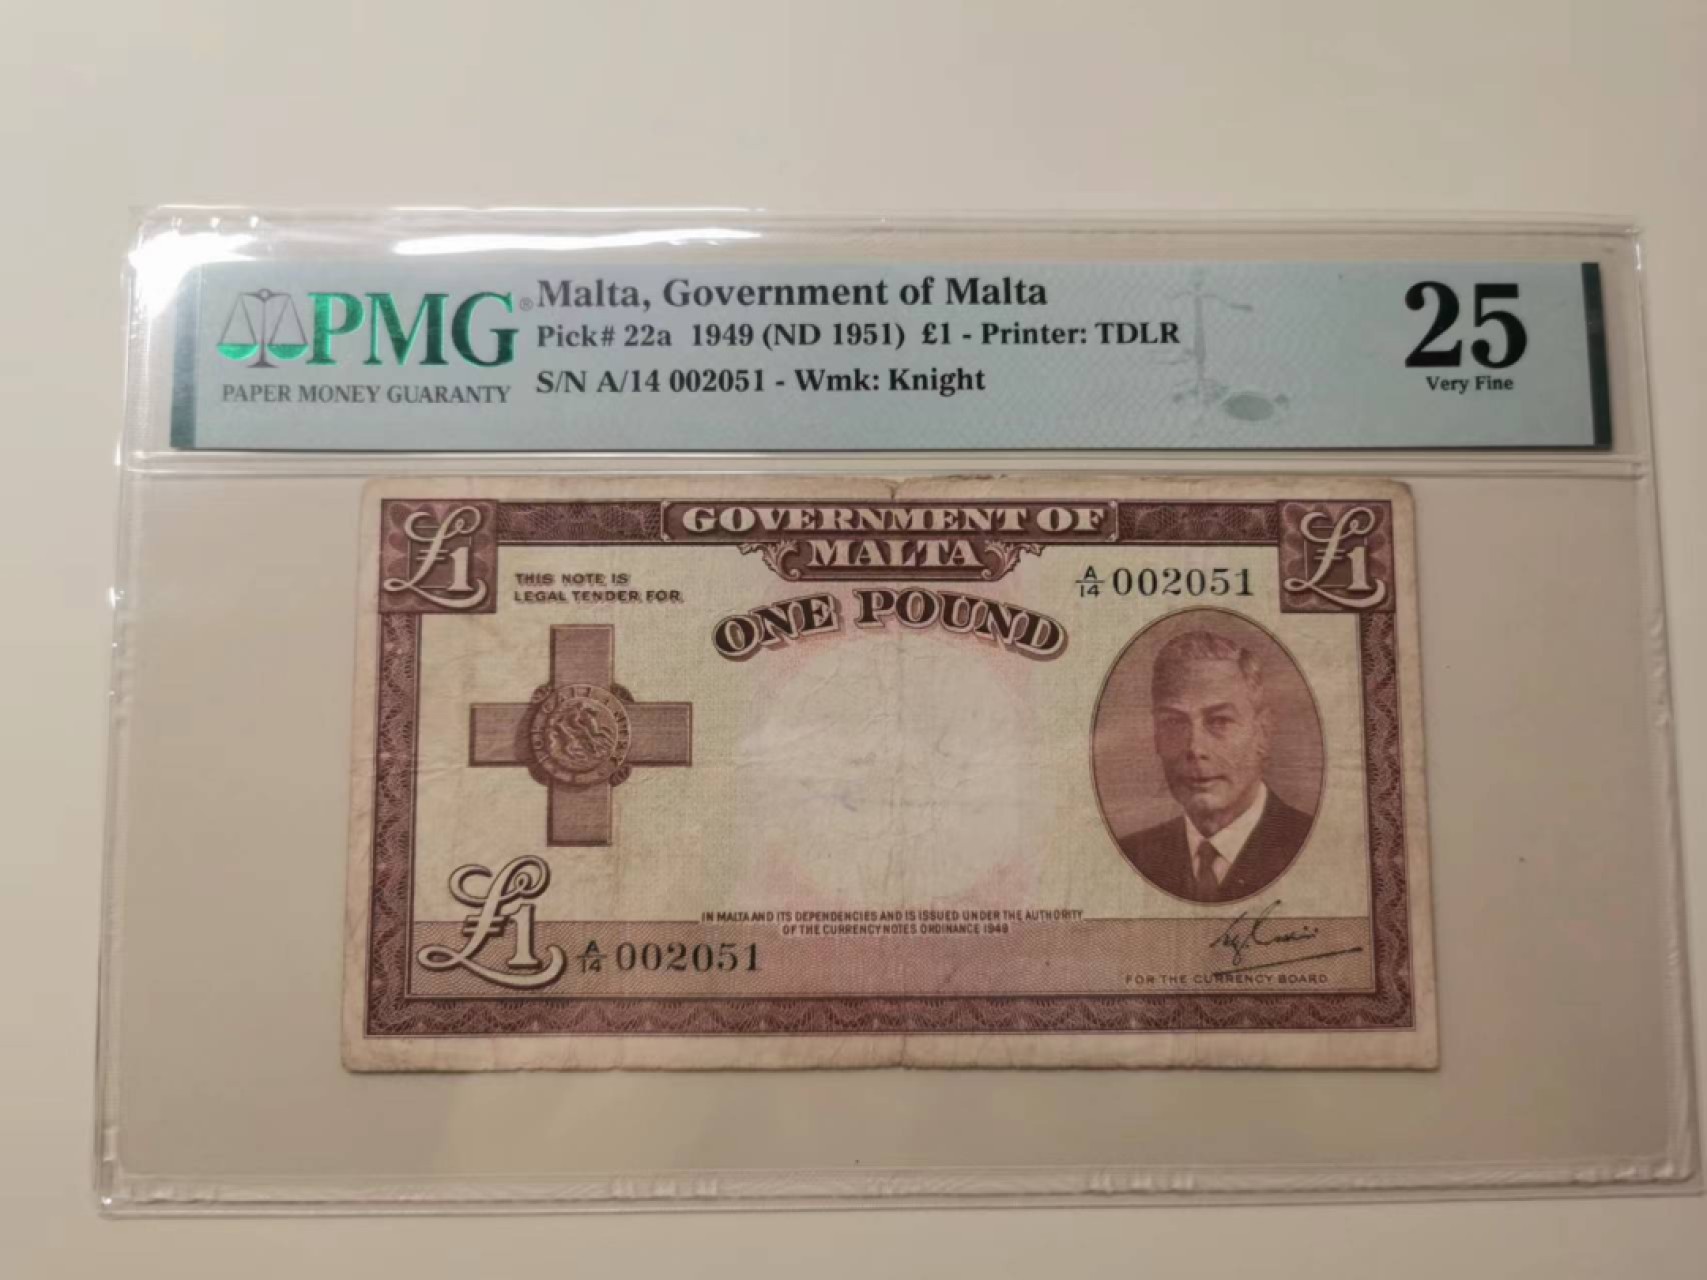 PMG®
PAPER MONEY GUARANTY
Malta, Government of Malta
Pick# 22a 1949 (ND 1951) £1 - Printer: TDLR
S/N A/14 002051 - Wmk: Knight
25
Very Fine
£1
GOVERNMENT OF
MALTA
£1
THIS NOTE IS
LEGAL TENDER FOR
A/14 002051
ONE POUND
IN MALTA AND ITS DEPENDENCIES AND IS ISSUED UNDER THE AUTHORITY
OF THE CURRENCY NOTES ORDINANCE 1949
£1
A/14 002051
FOR THE CURRENCY BOARD